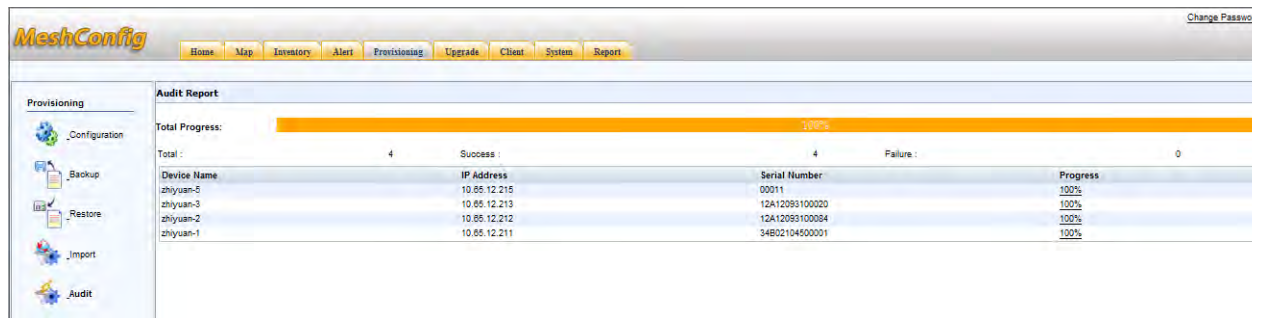 Change Passwo
MeshConfig
Home Map Inventory Alert Provisioning Upgrade Client System Report
Provisioning
Configuration
Backup
Restore
Import
Audit
Audit Report
Total Progress: 100%
Total : 4 Success : 4 Failure : 0
Device Name IP Address Serial Number Progress
zhiyuan-5 10.65.12.215 00011 100%
zhiyuan-3 10.65.12.213 12A12093100020 100%
zhiyuan-2 10.65.12.212 12A12093100084 100%
zhiyuan-1 10.65.12.211 34B02104500001 100%